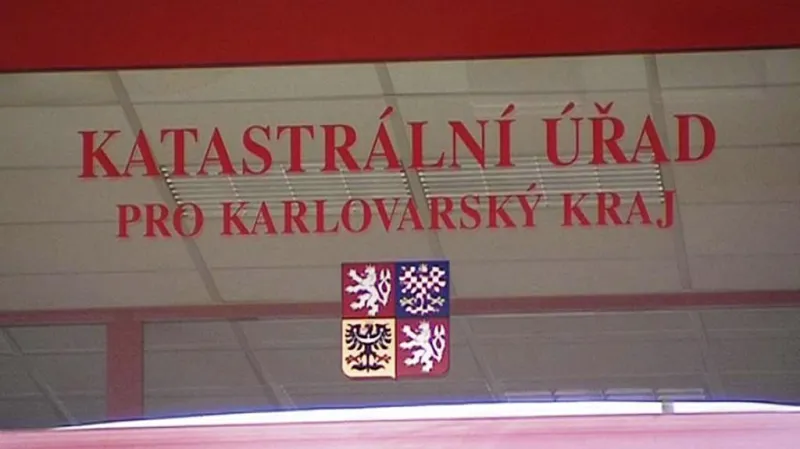 KATASTRÁLNÍ ÚŘAD
PRO KARLOVARSKÝ KRAJ